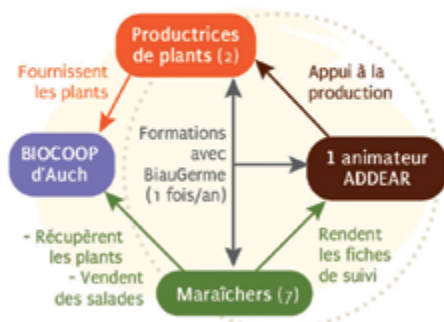 Productrices
de plants (2)
Fournissent
les plants
Appui à la
production
Formations
avec
BiauGerme
(1 fois/an)
BIOCOOP
d'Auch
1 animateur
ADDEAR
- Récupèrent
les plants
- Vendent
des salades
Rendent
les fiches
de suivi
Maraîchers (7)